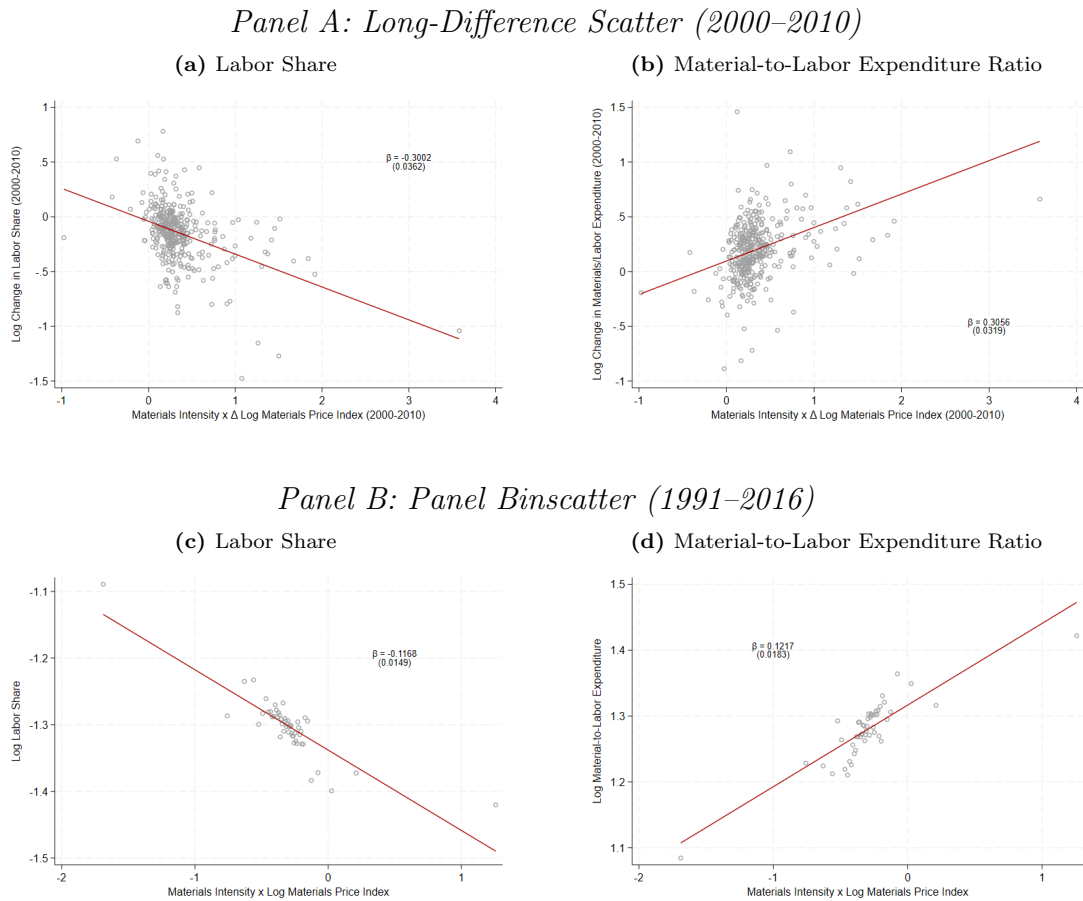 Panel A: Long-Difference Scatter (2000–2010)
(a) Labor Share
Log Change in Labor Share (2000-2010)
1
.5
0
-.5
-1
-1.5
β = -0.3002
(0.0362)
-1 0 1 2 3 4
Materials Intensity x Δ Log Materials Price Index (2000-2010)
(b) Material-to-Labor Expenditure Ratio
Log Change in Materials/Labor Expenditure (2000-2010)
1.5
1
.5
0
-.5
-1
β = 0.3056
(0.0319)
-1 0 1 2 3 4
Materials Intensity x Δ Log Materials Price Index (2000-2010)
Panel B: Panel Binscatter (1991–2016)
(c) Labor Share
Log Labor Share
-1.1
-1.2
-1.3
-1.4
-1.5
β = -0.1168
(0.0149)
-2 -1 0 1
Materials Intensity x Log Materials Price Index
(d) Material-to-Labor Expenditure Ratio
Log Material-to-Labor Expenditure
1.5
1.4
1.3
1.2
1.1
β = 0.1217
(0.0183)
-2 -1 0 1
Materials Intensity x Log Materials Price Index